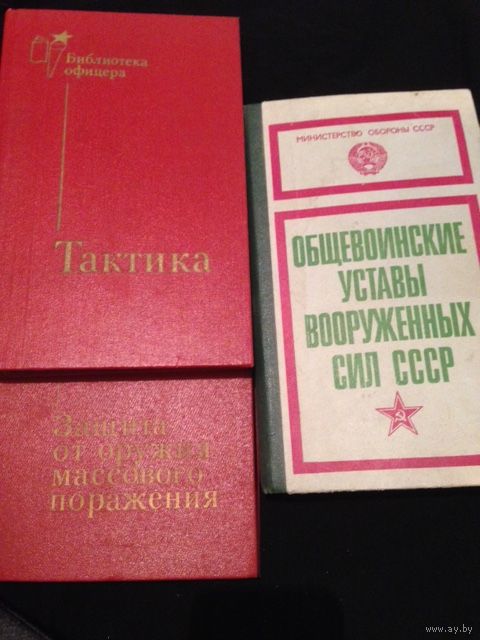 Библиотека
офицера
Тактика
Защита
от оружия
массового
поражения
МИНИСТЕРСТВО ОБОРОНЫ СССР
ОБЩЕВОИНСКИЕ
УСТАВЫ
ВООРУЖЕННЫХ
СИЛ СССР
www.ay.by